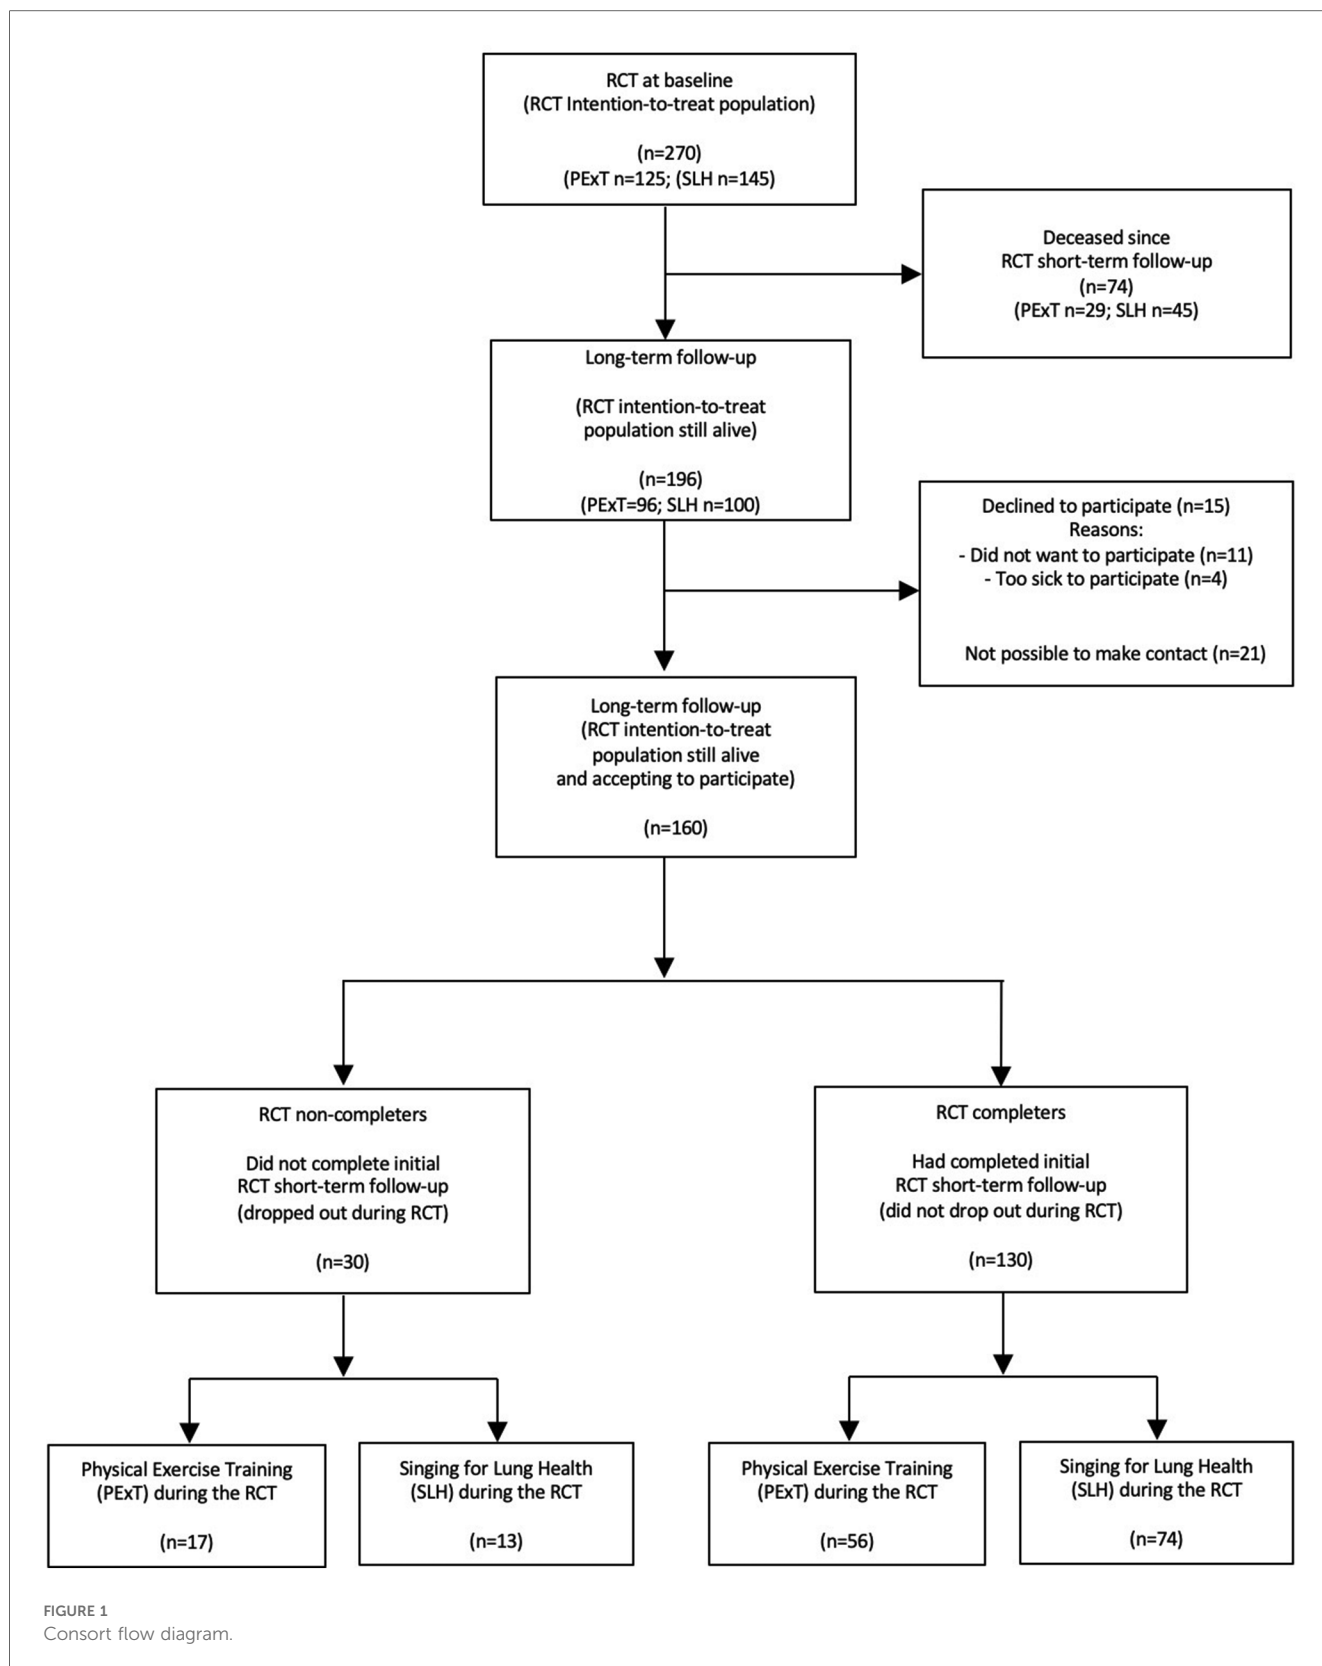 RCT at baseline
(RCT Intention-to-treat population)
(n=270)
(PExT n=125; (SLH n=145)
Deceased since
RCT short-term follow-up
(n=74)
(PExT n=29; SLH n=45)
Long-term follow-up
(RCT intention-to-treat
population still alive)
(n=196)
(PExT=96; SLH n=100)
Declined to participate (n=15)
Reasons:
- Did not want to participate (n=11)
- Too sick to participate (n=4)
Not possible to make contact (n=21)
Long-term follow-up
(RCT intention-to-treat
population still alive
and accepting to participate)
(n=160)
RCT non-completers
Did not complete initial
RCT short-term follow-up
(dropped out during RCT)
(n=30)
RCT completers
Had completed initial
RCT short-term follow-up
(did not drop out during RCT)
(n=130)
Physical Exercise Training
(PExT) during the RCT
(n=17)
Singing for Lung Health
(SLH) during the RCT
(n=13)
Physical Exercise Training
(PExT) during the RCT
(n=56)
Singing for Lung Health
(SLH) during the RCT
(n=74)
FIGURE 1
Consort flow diagram.